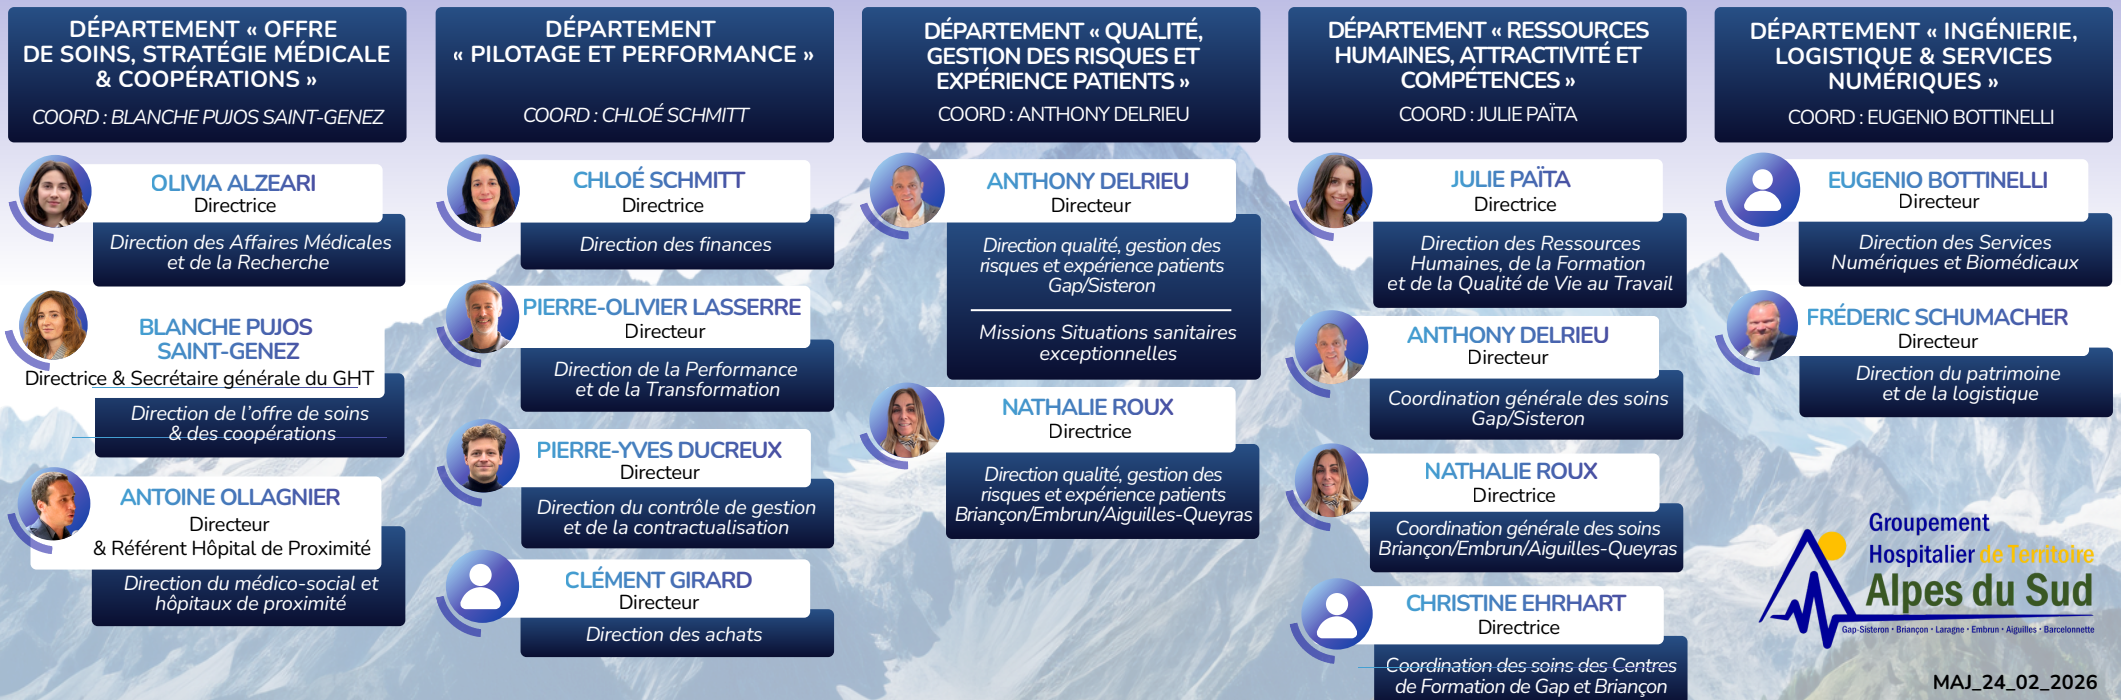 DÉPARTEMENT « OFFRE
DE SOINS, STRATÉGIE MÉDICALE
& COOPÉRATIONS »
COORD : BLANCHE PUJOS SAINT-GENEZ
OLIVIA ALZEARI
Directrice
Direction des Affaires Médicales
et de la Recherche
BLANCHE PUJOS
SAINT-GENEZ
Directrice & Secrétaire générale du GHT
Direction de l'offre de soins
& des coopérations
ANTOINE OLLAGNIER
Directeur
& Référent Hôpital de Proximité
Direction du médico-social et
hôpitaux de proximité
DÉPARTEMENT
« PILOTAGE ET PERFORMANCE »
COORD : CHLOÉ SCHMITT
CHLOÉ SCHMITT
Directrice
Direction des finances
PIERRE-OLIVIER LASSERRE
Directeur
Direction de la Performance
et de la Transformation
PIERRE-YVES DUCREUX
Directeur
Direction du contrôle de gestion
et de la contractualisation
CLÉMENT GIRARD
Directeur
Direction des achats
DÉPARTEMENT « QUALITÉ,
GESTION DES RISQUES ET
EXPÉRIENCE PATIENTS »
COORD : ANTHONY DELRIEU
ANTHONY DELRIEU
Directeur
Direction qualité, gestion des
risques et expérience patients
Gap/Sisteron
Missions Situations sanitaires
exceptionnelles
NATHALIE ROUX
Directrice
Direction qualité, gestion des
risques et expérience patients
Briançon/Embrun/Aiguilles-Queyras
DÉPARTEMENT « RESSOURCES
HUMAINES, ATTRACTIVITÉ ET
COMPÉTENCES »
COORD : JULIE PAÏTA
JULIE PAÏTA
Directrice
Direction des Ressources
Humaines, de la Formation
et de la Qualité de Vie au Travail
ANTHONY DELRIEU
Directeur
Coordination générale des soins
Gap/Sisteron
NATHALIE ROUX
Directrice
Coordination générale des soins
Briançon/Embrun/Aiguilles-Queyras
CHRISTINE EHRHART
Directrice
Coordination des soins des Centres
de Formation de Gap et Briançon
DÉPARTEMENT « INGÉNIERIE,
LOGISTIQUE & SERVICES
NUMÉRIQUES »
COORD : EUGENIO BOTTINELLI
EUGENIO BOTTINELLI
Directeur
Direction des Services
Numériques et Biomédicaux
FRÉDERIC SCHUMACHER
Directeur
Direction du patrimoine
et de la logistique
Groupement
Hospitalier de Territoire
Alpes du Sud
Gap-Sisteron • Briançon • Laragne • Embrun • Aiguilles • Barcelonnette
MAJ_24_02_2026